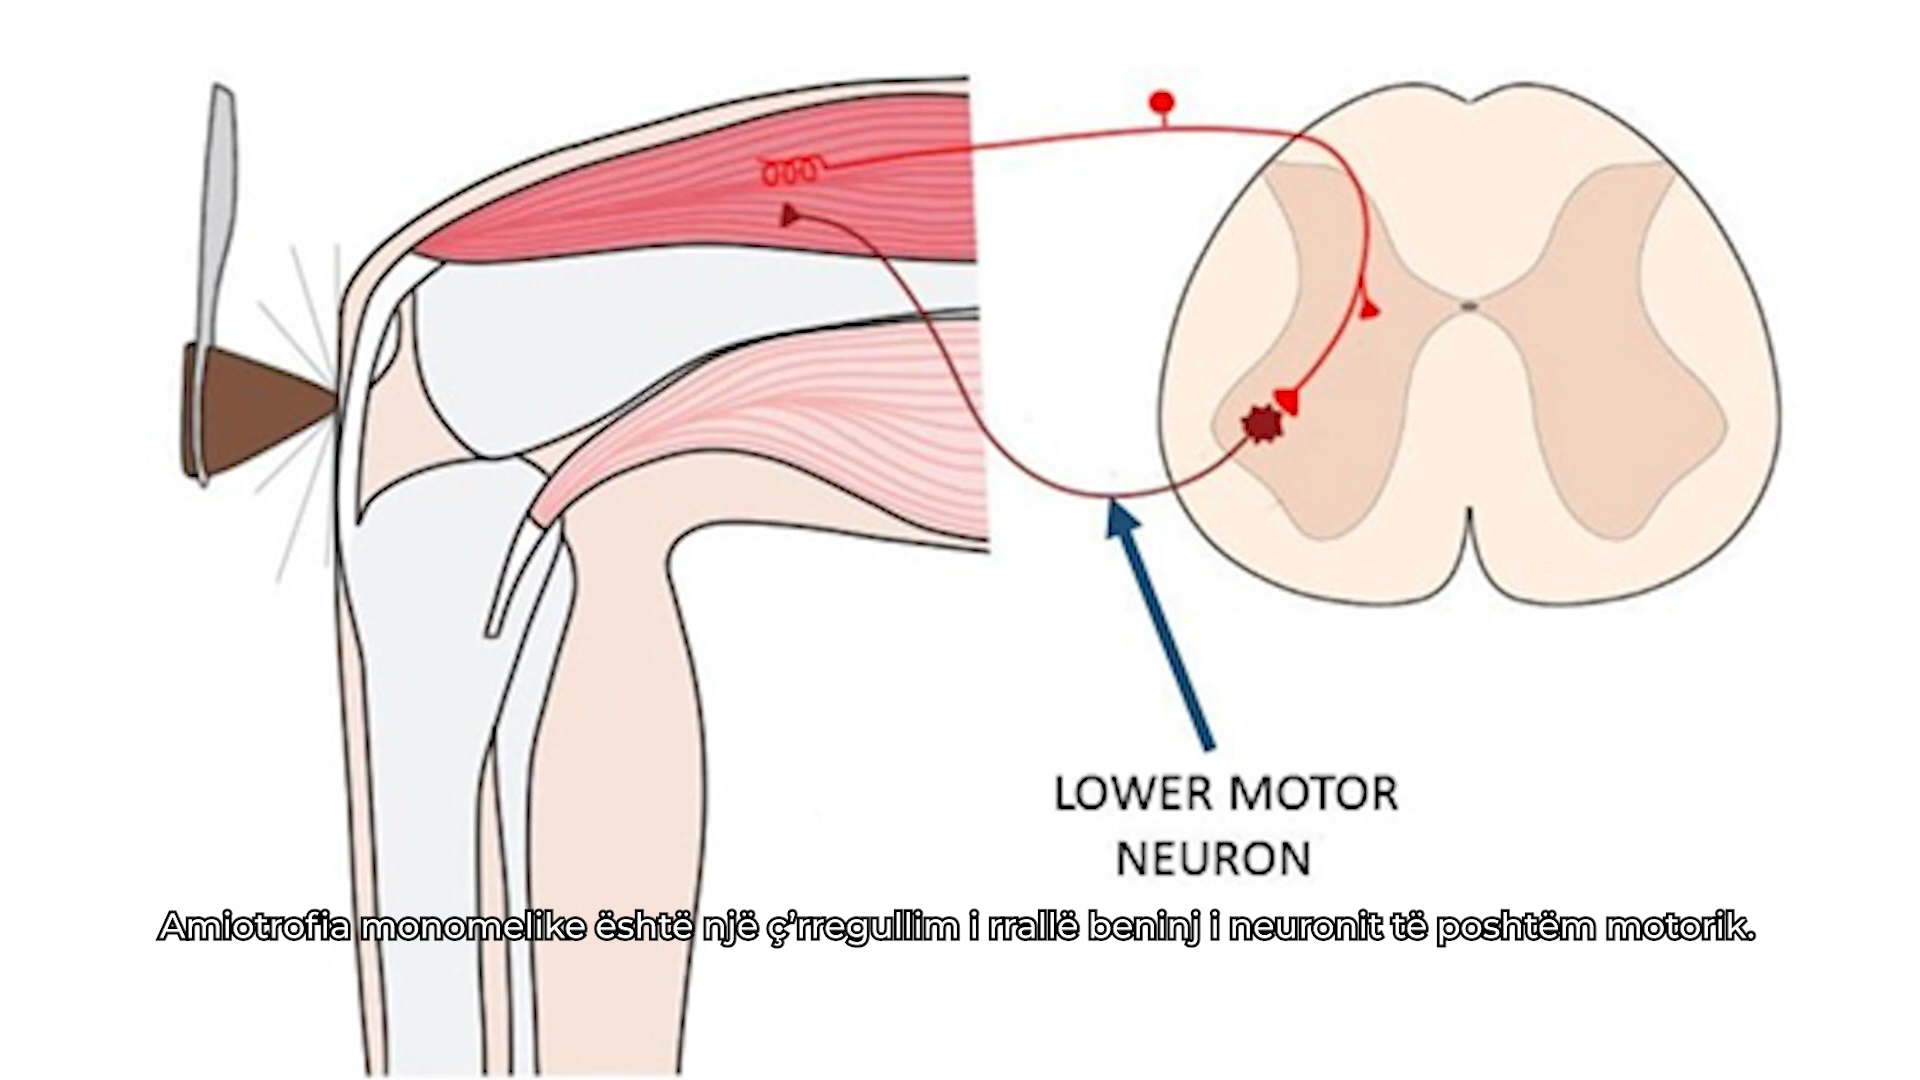 LOWER MOTOR
NEURON
Amiotrofia monomelike është një ç'rregullim i rrallë beninj i neuronit të poshtëm motorik.